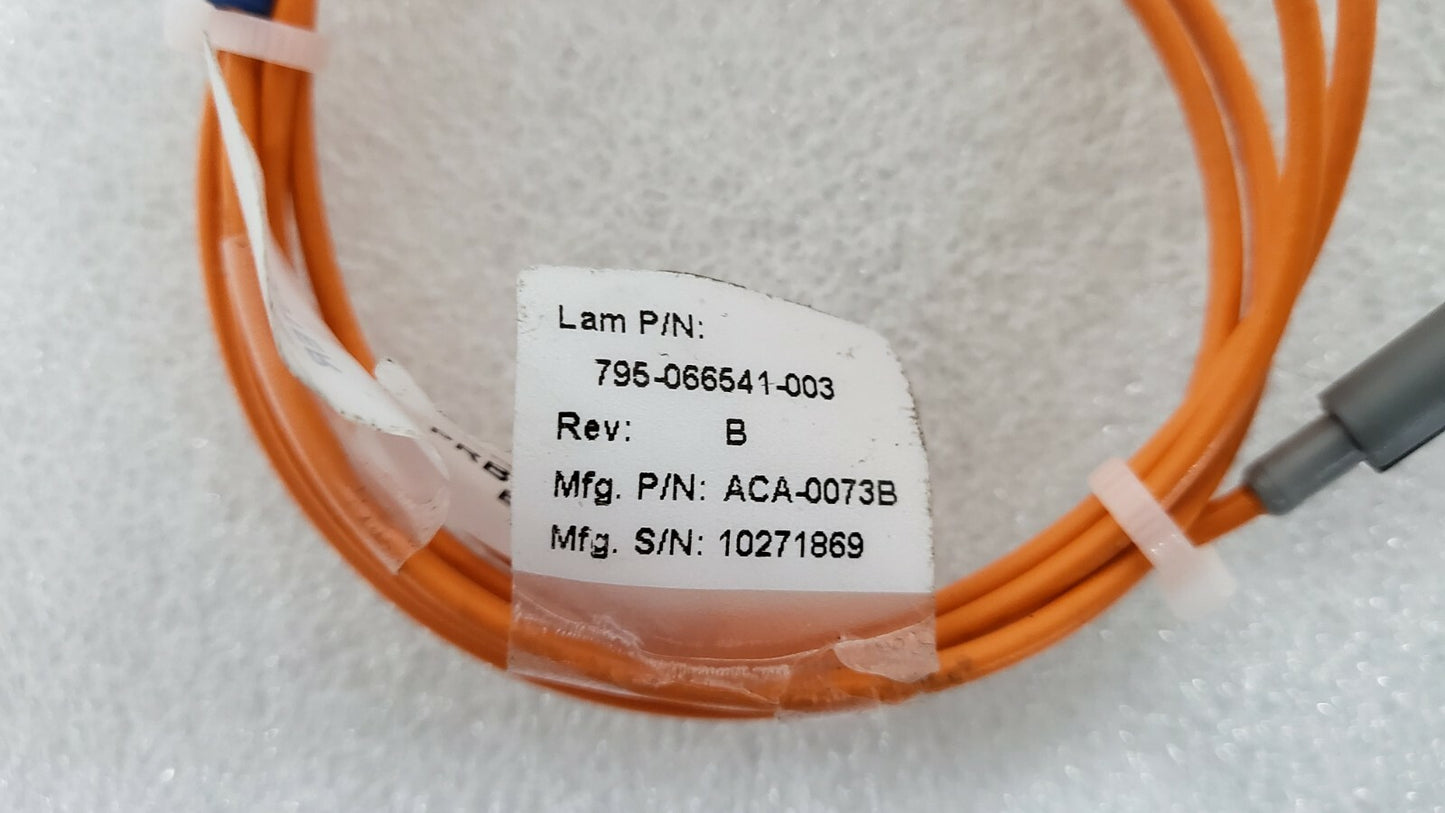 Lam P/N:
795-066541-003
Rev: B
Mfg. P/N: ACA-0073B
Mfg. S/N: 10271869